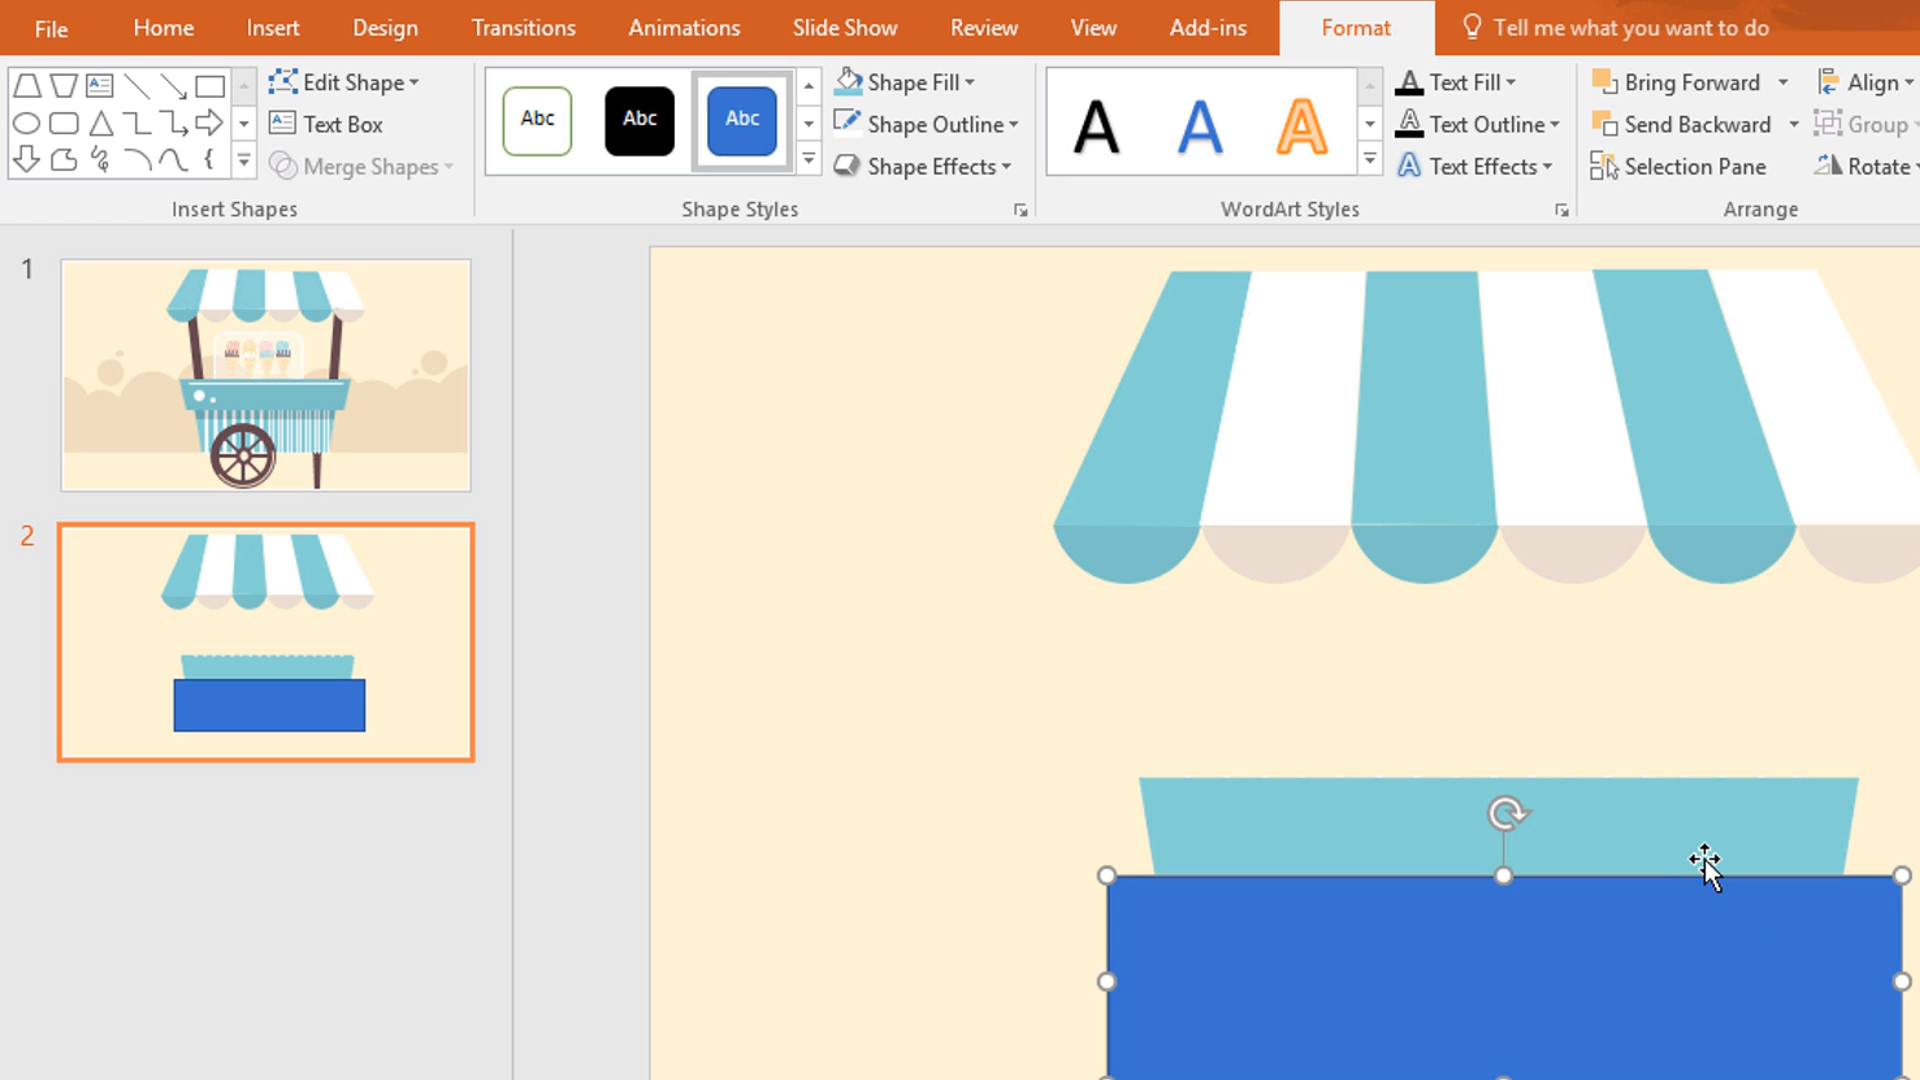 File Home Insert Design Transitions Animations Slide Show Review View Add-ins Format Tell me what you want to do
Edit Shape Abc Abc Abc Shape Fill A A A Text Fill Bring Forward Align
Text Box Shape Outline Text Outline Send Backward Group
Merge Shapes Shape Effects Text Effects Selection Pane Rotate
Insert Shapes Shape Styles WordArt Styles Arrange
1
2